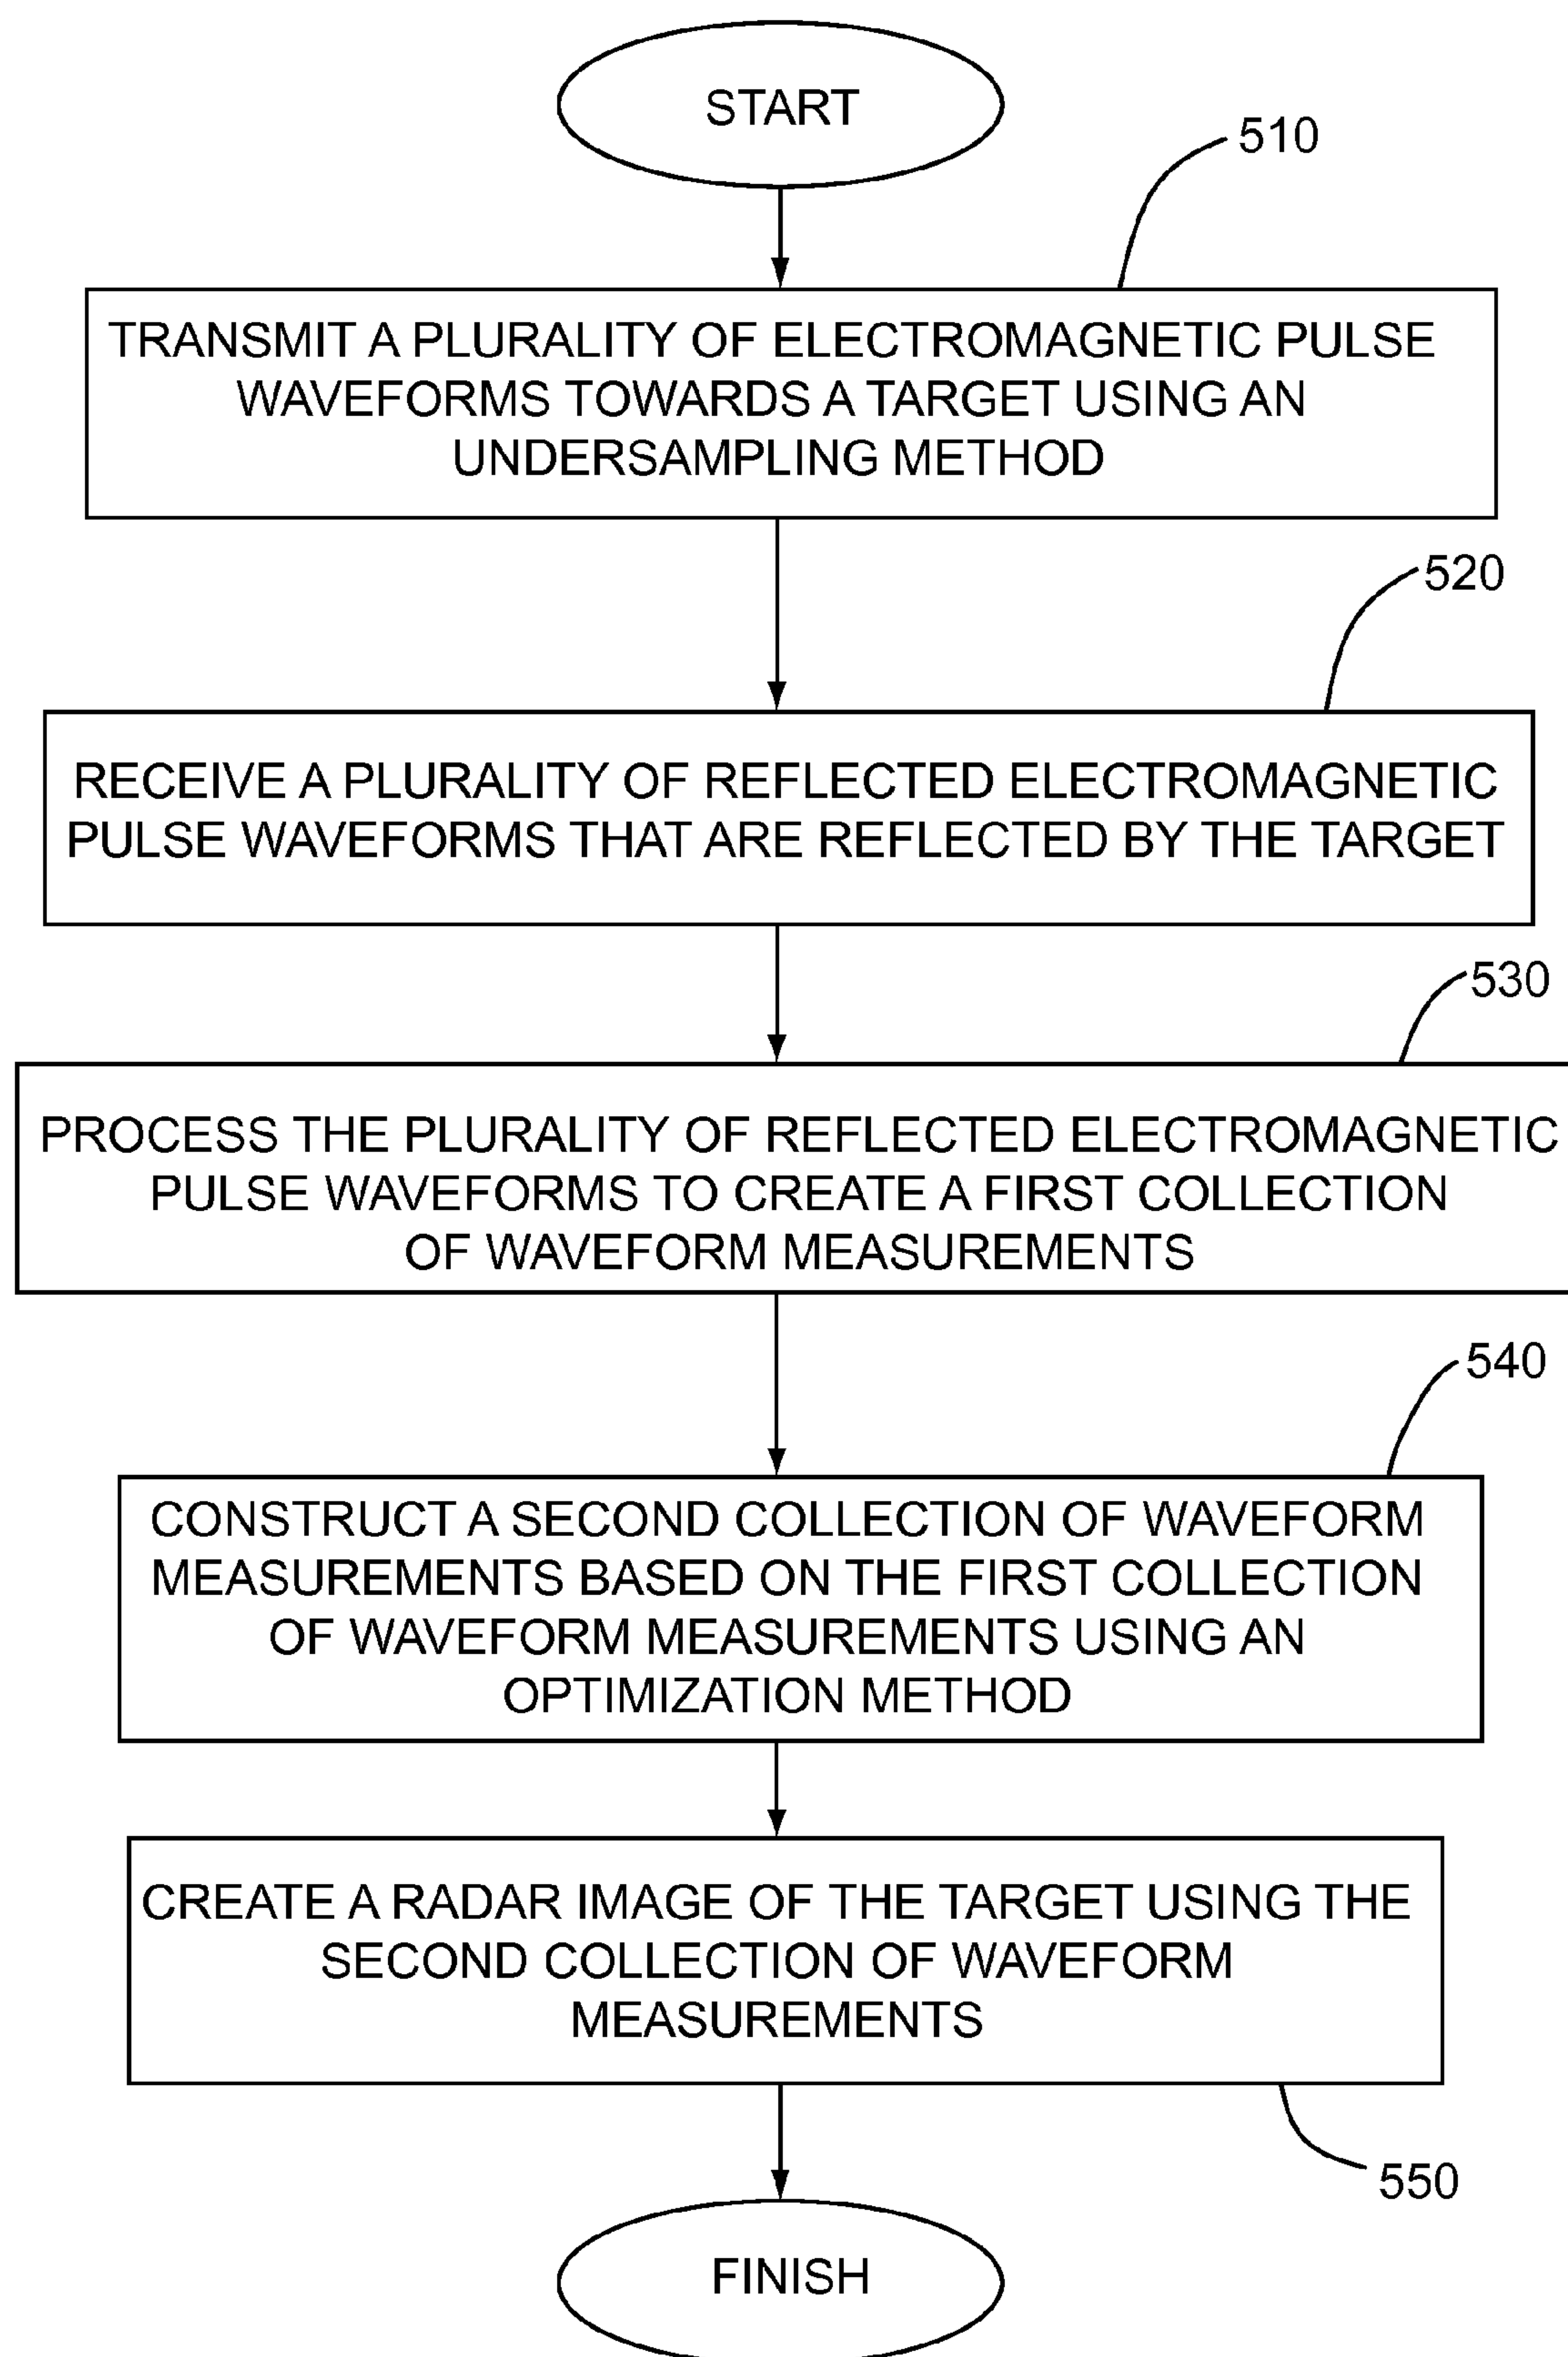 START
510
TRANSMIT A PLURALITY OF ELECTROMAGNETIC PULSE
WAVEFORMS TOWARDS A TARGET USING AN
UNDERSAMPLING METHOD
520
RECEIVE A PLURALITY OF REFLECTED ELECTROMAGNETIC
PULSE WAVEFORMS THAT ARE REFLECTED BY THE TARGET
530
PROCESS THE PLURALITY OF REFLECTED ELECTROMAGNETIC
PULSE WAVEFORMS TO CREATE A FIRST COLLECTION
OF WAVEFORM MEASUREMENTS
540
CONSTRUCT A SECOND COLLECTION OF WAVEFORM
MEASUREMENTS BASED ON THE FIRST COLLECTION
OF WAVEFORM MEASUREMENTS USING AN
OPTIMIZATION METHOD
CREATE A RADAR IMAGE OF THE TARGET USING THE
SECOND COLLECTION OF WAVEFORM
MEASUREMENTS
550
FINISH